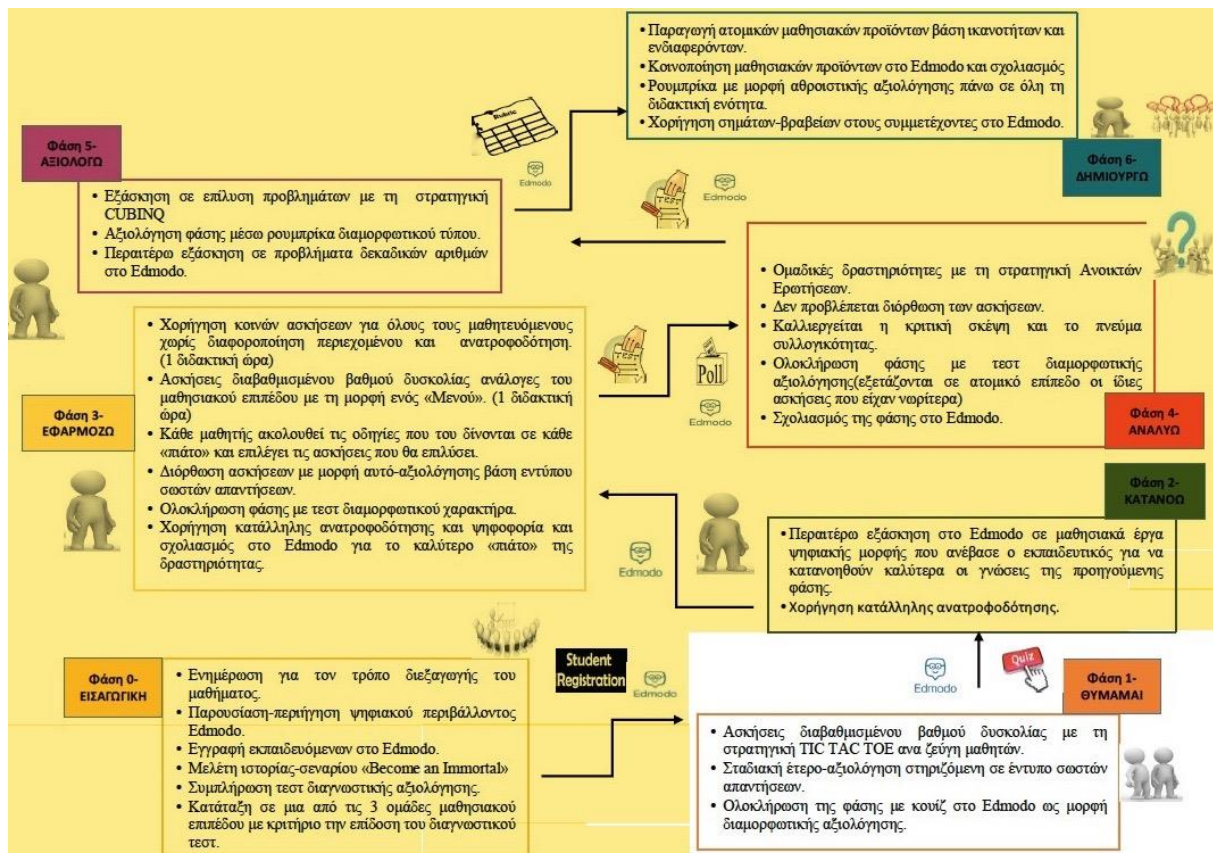 • Παραγωγή ατομικών μαθησιακών προϊόντων βάση ικανοτήτων και
ενδιαφερόντων.
• Κοινοποίηση μαθησιακών προϊόντων στο Edmodo και σχολιασμός
• Ρουμπρίκα με μορφή αθροιστικής αξιολόγησης πάνω σε όλη τη
διδακτική ενότητα.
• Χορήγηση σημάτων-βραβείων στους συμμετέχοντες στο Edmodo.
Φάση 6-
ΔΗΜΙΟΥΡΓΩ
Rubric
Edmodo
Φάση 5-
ΑΞΙΟΛΟΓΩ
• Εξάσκηση σε επίλυση προβλημάτων με τη στρατηγική
CUBINQ
• Αξιολόγηση φάσης μέσω ρουμπρίκα διαμορφωτικού τύπου.
• Περαιτέρω εξάσκηση σε προβλήματα δεκαδικών αριθμών
στο Edmodo.
TEST
Edmodo
• Ομαδικές δραστηριότητες με τη στρατηγική Ανοικτών
Ερωτήσεων.
• Δεν προβλέπεται διόρθωση των ασκήσεων.
• Καλλιεργείται η κριτική σκέψη και το πνεύμα
συλλογικότητας.
• Ολοκλήρωση φάσης με τεστ διαμορφωτικής
αξιολόγησης(εξετάζονται σε ατομικό επίπεδο οι ίδιες
ασκήσεις που είχαν νωρίτερα)
• Σχολιασμός της φάσης στο Edmodo.
Φάση 4-
ΑΝΑΛΥΩ
TEST
Poll
Edmodo
Φάση 3-
ΕΦΑΡΜΟΖΩ
• Χορήγηση κοινών ασκήσεων για όλους τους μαθητευόμενους
χωρίς διαφοροποίηση περιεχομένου και ανατροφοδότηση.
(1 διδακτική ώρα)
• Ασκήσεις διαβαθμισμένου βαθμού δυσκολίας ανάλογες του
μαθησιακού επιπέδου με τη μορφή ενός «Μενού». (1 διδακτική
ώρα)
• Κάθε μαθητής ακολουθεί τις οδηγίες που του δίνονται σε κάθε
«πιάτο» και επιλέγει τις ασκήσεις που θα επιλύσει.
• Διόρθωση ασκήσεων με μορφή αυτό-αξιολόγησης βάση εντύπου
σωστών απαντήσεων.
• Ολοκλήρωση φάσης με τεστ διαμορφωτικού χαρακτήρα.
• Χορήγηση κατάλληλης ανατροφοδότησης και ψηφοφορία και
σχολιασμός στο Edmodo για το καλύτερο «πιάτο» της
δραστηριότητας.
Edmodo
Φάση 2-
ΚΑΤΑΝΟΩ
• Περαιτέρω εξάσκηση στο Edmodo σε μαθησιακά έργα
ψηφιακής μορφής που ανέβασε ο εκπαιδευτικός για να
κατανοηθούν καλύτερα οι γνώσεις της προηγούμενης
φάσης.
• Χορήγηση κατάλληλης ανατροφοδότησης.
Φάση 0-
ΕΙΣΑΓΩΓΙΚΗ
• Ενημέρωση για τον τρόπο διεξαγωγής του
μαθήματος.
• Παρουσίαση-περιήγηση ψηφιακού περιβάλλοντος
Edmodo.
• Εγγραφή εκπαιδευόμενων στο Edmodo.
• Μελέτη ιστορίας-σεναρίου «Become an Immortal»
• Συμπλήρωση τεστ διαγνωστικής αξιολόγησης.
• Κατάταξη σε μια από τις 3 ομάδες μαθησιακού
επιπέδου με κριτήριο την επίδοση του διαγνωστικού
τεστ.
Student
Registration
Edmodo
Edmodo
Quiz
Φάση 1-
ΘΥΜΑΜΑΙ
• Ασκήσεις διαβαθμισμένου βαθμού δυσκολίας με τη
στρατηγική TIC TAC TOE ανα ζεύγη μαθητών.
• Σταδιακή έτερο-αξιολόγηση στηριζόμενη σε έντυπο σωστών
απαντήσεων.
• Ολοκλήρωση της φάσης με κουίζ στο Edmodo ως μορφή
διαμορφωτικής αξιολόγησης.